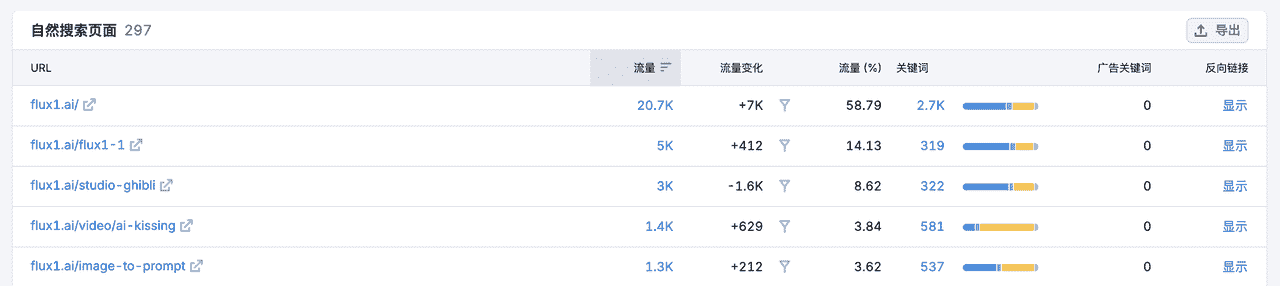 自然搜索页面 297 导出
URL 流量 流量变化 流量 (%) 关键词 广告关键词 反向链接
flux1.ai/ 20.7K +7K 58.79 2.7K 0 显示
flux1.ai/flux1-1 5K +412 14.13 319 0 显示
flux1.ai/studio-ghibli 3K -1.6K 8.62 322 0 显示
flux1.ai/video/ai-kissing 1.4K +629 3.84 581 0 显示
flux1.ai/image-to-prompt 1.3K +212 3.62 537 0 显示